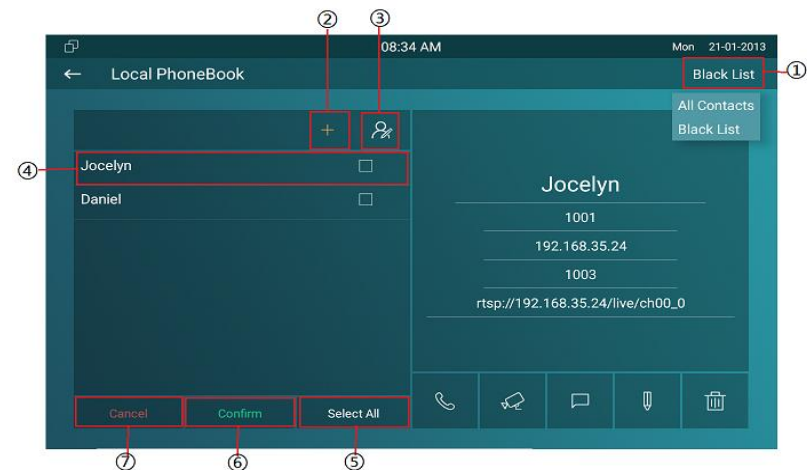 ② ③
08:34 AM Mon 21-01-2013
Local PhoneBook Black List ①
All Contacts
Black List
④ Jocelyn
Daniel
Jocelyn
1001
192.168.35.24
1003
rtsp://192.168.35.24/live/ch00_0
Cancel Confirm Select All
⑦ ⑥ ⑤